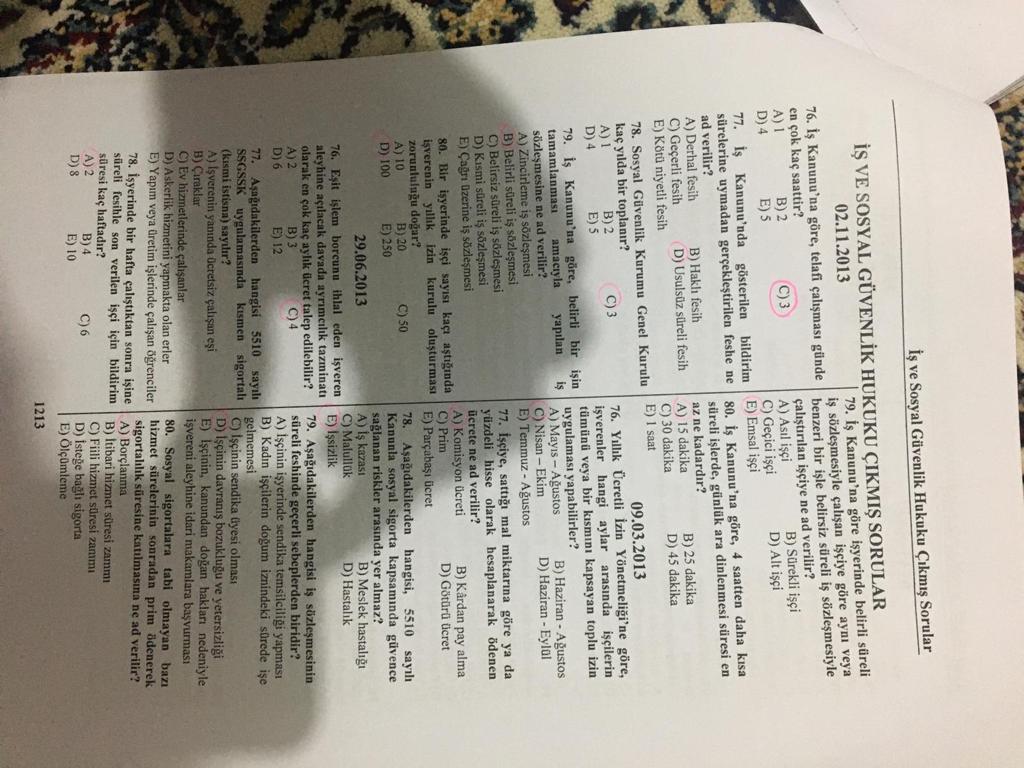 İş ve Sosyal Güvenlik Hukuku Çıkmış Sorular
İŞ VE SOSYAL GÜVENLİK HUKUKU ÇIKMIŞ SORULAR
02.11.2013
76. İş Kanunu'na göre, telafi çalışması günde
en çok kaç saattir?
A) 1 B) 2 C) 3
D) 4 E) 5
77. İş Kanunu'nda gösterilen bildirim
sürelerine uymadan gerçekleştirilen feshe ne
ad verilir?
A) Derhal fesih B) Haklı fesih
C) Geçerli fesih D) Usulsüz süreli fesih
E) Kötü niyetli fesih
78. Sosyal Güvenlik Kurumu Genel Kurulu
kaç yılda bir toplanır?
A) 1 B) 2 C) 3
D) 4 E) 5
79. İş Kanunu'na göre, belirli bir işin
tamamlanması amacıyla yapılan iş
sözleşmesine ne ad verilir?
A) Zincirleme iş sözleşmesi
B) Belirli süreli iş sözleşmesi
C) Belirsiz süreli iş sözleşmesi
D) Kısmi süreli iş sözleşmesi
E) Çağrı üzerine iş sözleşmesi
80. Bir işyerinde işçi sayısı kaçı aştığında
işverenin yıllık izin kurulu oluşturması
zorunluluğu doğar?
A) 10 B) 20 C) 50
D) 100 E) 250
29.06.2013
76. Eşit işlem borcunu ihlal eden işveren
aleyhine açılacak davada ayrımcılık tazminatı
olarak en çok kaç aylık ücret talep edilebilir?
A) 2 B) 3 C) 4
D) 6 E) 12
77. Aşağıdakilerden hangisi 5510 sayılı
SSGSSK uygulamasında kısmen sigortalı
(kısmi istisna) sayılır?
A) İşverenin yanında ücretsiz çalışan eşi
B) Çıraklar
C) Ev hizmetlerinde çalışanlar
D) Askerlik hizmetini yapmakta olan erler
E) Yapım veya üretim işlerinde çalışan öğrenciler
78. İşyerinde bir hafta çalıştıktan sonra işine
süreli fesihle son verilen işçi için bildirim
süresi kaç haftadır?
A) 2 B) 4 C) 6
D) 8 E) 10
79. İş Kanunu'na göre işyerinde belirli süreli
iş sözleşmesiyle çalışan işçiye göre aynı veya
benzeri bir işle belirsiz süreli iş sözleşmesiyle
çalıştırılan işçiye ne ad verilir?
A) Asıl işçi B) Sürekli işçi
C) Geçici işçi D) Alt işçi
E) Emsal işçi
80. İş Kanunu'na göre, 4 saatten daha kısa
süreli işlerde, günlük ara dinlenmesi süresi en
az ne kadardır?
A) 15 dakika B) 25 dakika
C) 30 dakika D) 45 dakika
E) 1 saat
09.03.2013
76. Yıllık Ücretli İzin Yönetmeliği'ne göre,
işverenler hangi aylar arasında işçilerin
tümünü veya bir kısmını kapsayan toplu izin
uygulaması yapabilirler?
A) Mayıs – Ağustos B) Haziran - Ağustos
C) Nisan – Ekim D) Haziran - Eylül
E) Temmuz - Ağustos
77. İşçiye, sattığı mal miktarına göre ya da
yüzdeli hisse olarak hesaplanarak ödenen
ücrete ne ad verilir?
A) Komisyon ücreti B) Kârdan pay alma
C) Prim D) Götürü ücret
E) Parçabaşı ücret
78. Aşağıdakilerden hangisi, 5510 sayılı
Kanunla sosyal sigorta kapsamında güvence
sağlanan riskler arasında yer almaz?
A) İş kazası B) Meslek hastalığı
C) Malullük D) Hastalık
E) İşsizlik
79. Aşağıdakilerden hangisi iş sözleşmesinin
süreli feshinde geçerli sebeplerden biridir?
A) İşçinin işyerinde sendika temsilciliği yapması
B) Kadın işçilerin doğum iznindeki sürede işe
gelmemesi
C) İşçinin sendika üyesi olması
D) İşçinin davranış bozukluğu ve yetersizliği
E) İşçinin, kanundan doğan hakları nedeniyle
işvereni aleyhine idari makamlara başvurması
80. Sosyal sigortalara tabi olmayan bazı
hizmet sürelerinin sonradan prim ödenerek
sigortalılık süresine katılmasına ne ad verilir?
A) Borçlanma
B) İtibari hizmet süresi zammı
C) Fiili hizmet süresi zammı
D) İsteğe bağlı sigorta
E) Ölçümleme
1213